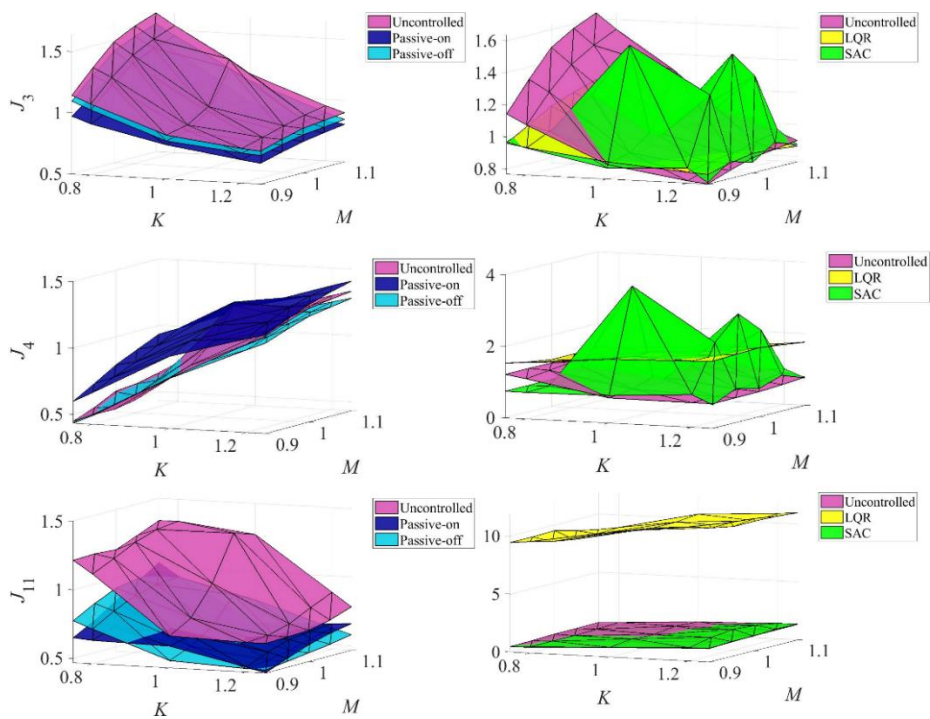 Uncontrolled
Passive-on
Passive-off
J3
1.5
1
0.5
0.8
1
1.2
0.9
1
1.1
K
M
Uncontrolled
LQR
SAC
1.6
1.4
1.2
1
0.8
0.8
1
1.2
0.9
1
1.1
K
M
Uncontrolled
Passive-on
Passive-off
J4
1.5
1
0.5
0.8
1
1.2
0.9
1
1.1
K
M
Uncontrolled
LQR
SAC
4
2
0
0.8
1
1.2
0.9
1
1.1
K
M
Uncontrolled
Passive-on
Passive-off
J11
1.5
1
0.5
0.8
1
1.2
0.9
1
1.1
K
M
Uncontrolled
LQR
SAC
10
5
0
0.8
1
1.2
0.9
1
1.1
K
M